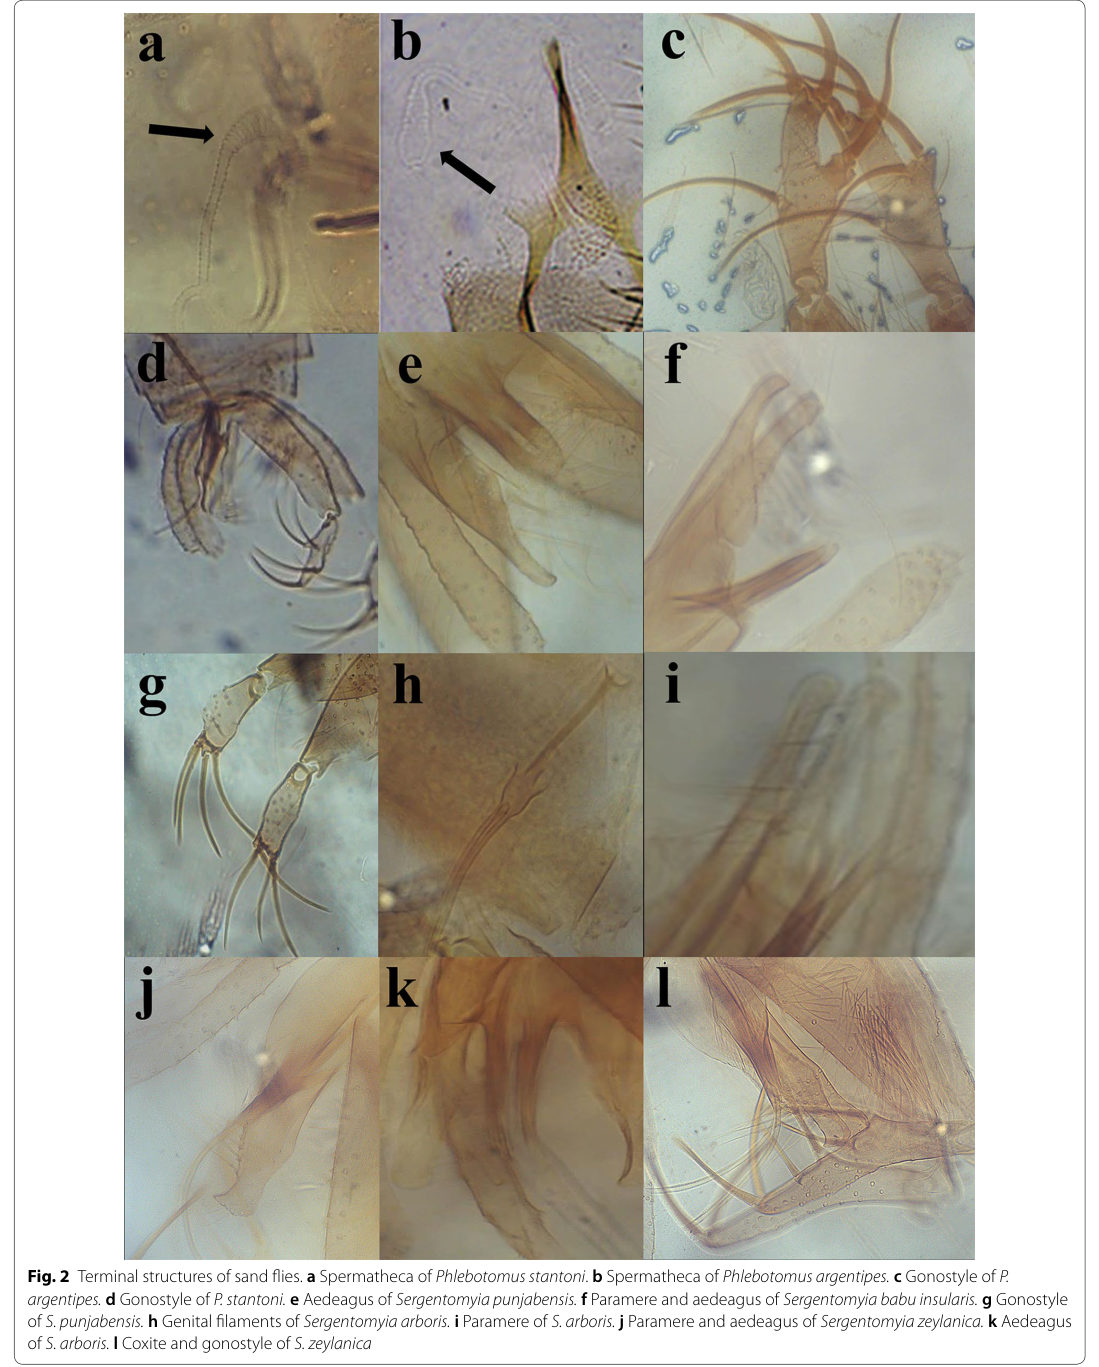 a
b
c
d
e
f
g
h
i
j
k
l
Fig. 2 Terminal structures of sand flies. a Spermatheca of Phlebotomus stantoni. b Spermatheca of Phlebotomus argentipes. c Gonostyle of P.
argentipes. d Gonostyle of P. stantoni. e Aedeagus of Sergentomyia punjabensis. f Paramere and aedeagus of Sergentomyia babu insularis. g Gonostyle
of S. punjabensis. h Genital filaments of Sergentomyia arboris. i Paramere of S. arboris. j Paramere and aedeagus of Sergentomyia zeylanica. k Aedeagus
of S. arboris. l Coxite and gonostyle of S. zeylanica